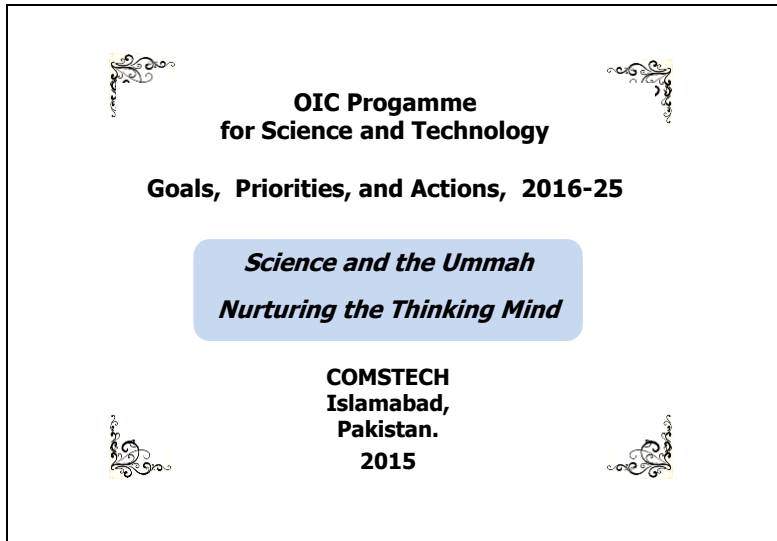 OIC Progamme
for Science and Technology
Goals, Priorities, and Actions, 2016-25
Science and the Ummah
Nurturing the Thinking Mind
COMSTECH
Islamabad,
Pakistan.
2015